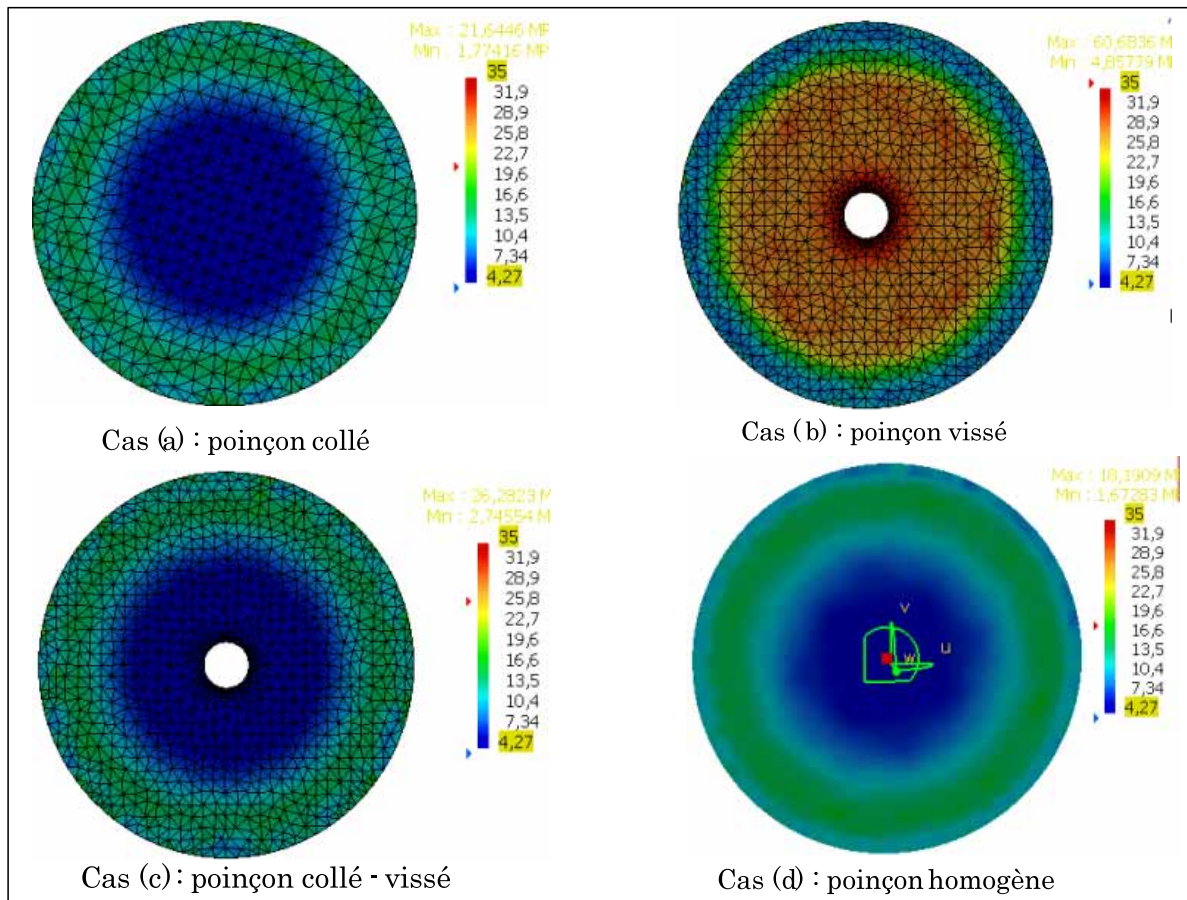 Max : 21,6446 MP
Min : 1,77416 MP
35
31,9
28,9
25,8
22,7
19,6
16,6
13,5
10,4
7,34
4,27
Cas (a) : poinçon collé
Max : 60,6836 M
Min : 4,85779 M
35
31,9
28,9
25,8
22,7
19,6
16,6
13,5
10,4
7,34
4,27
Cas (b) : poinçon vissé
Max : 26,2823 M
Min : 2,74554 M
35
31,9
28,9
25,8
22,7
19,6
16,6
13,5
10,4
7,34
4,27
Cas (c) : poinçon collé - vissé
Max : 18,1909 M
Min : 1,67283 M
35
31,9
28,9
25,8
22,7
19,6
16,6
13,5
10,4
7,34
4,27
v
u
w
Cas (d) : poinçon homogène